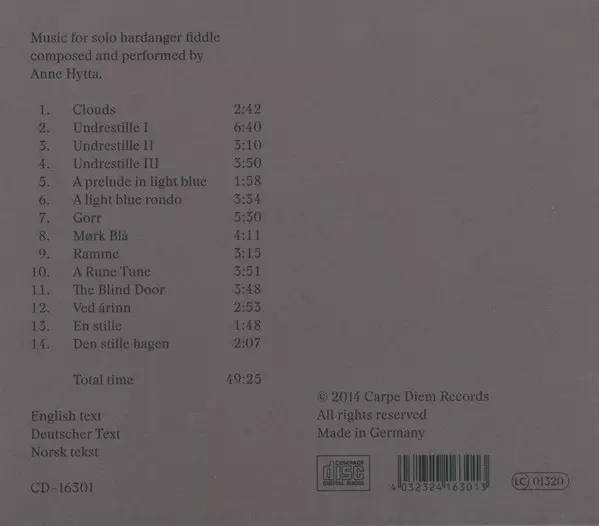 Music for solo hardanger fiddle
composed and performed by
Anne Hytta.
1. Clouds 2:42
2. Undrestille I 6:40
3. Undrestille II 3:10
4. Undrestille III 3:50
5. A prelude in light blue 1:58
6. A light blue rondo 3:34
7. Gorr 5:30
8. Mørk Blå 4:11
9. Ramme 3:15
10. A Rune Tune 3:51
11. The Blind Door 3:48
12. Ved árinn 2:53
13. En stille 1:48
14. Den stille hagen 2:07
Total time 49:25
English text
Deutscher Text
Norsk tekst
CD-16301
© 2014 Carpe Diem Records
All rights reserved
Made in Germany
COMPACT
disc
DIGITAL AUDIO
4 032324 163013
LC 01320